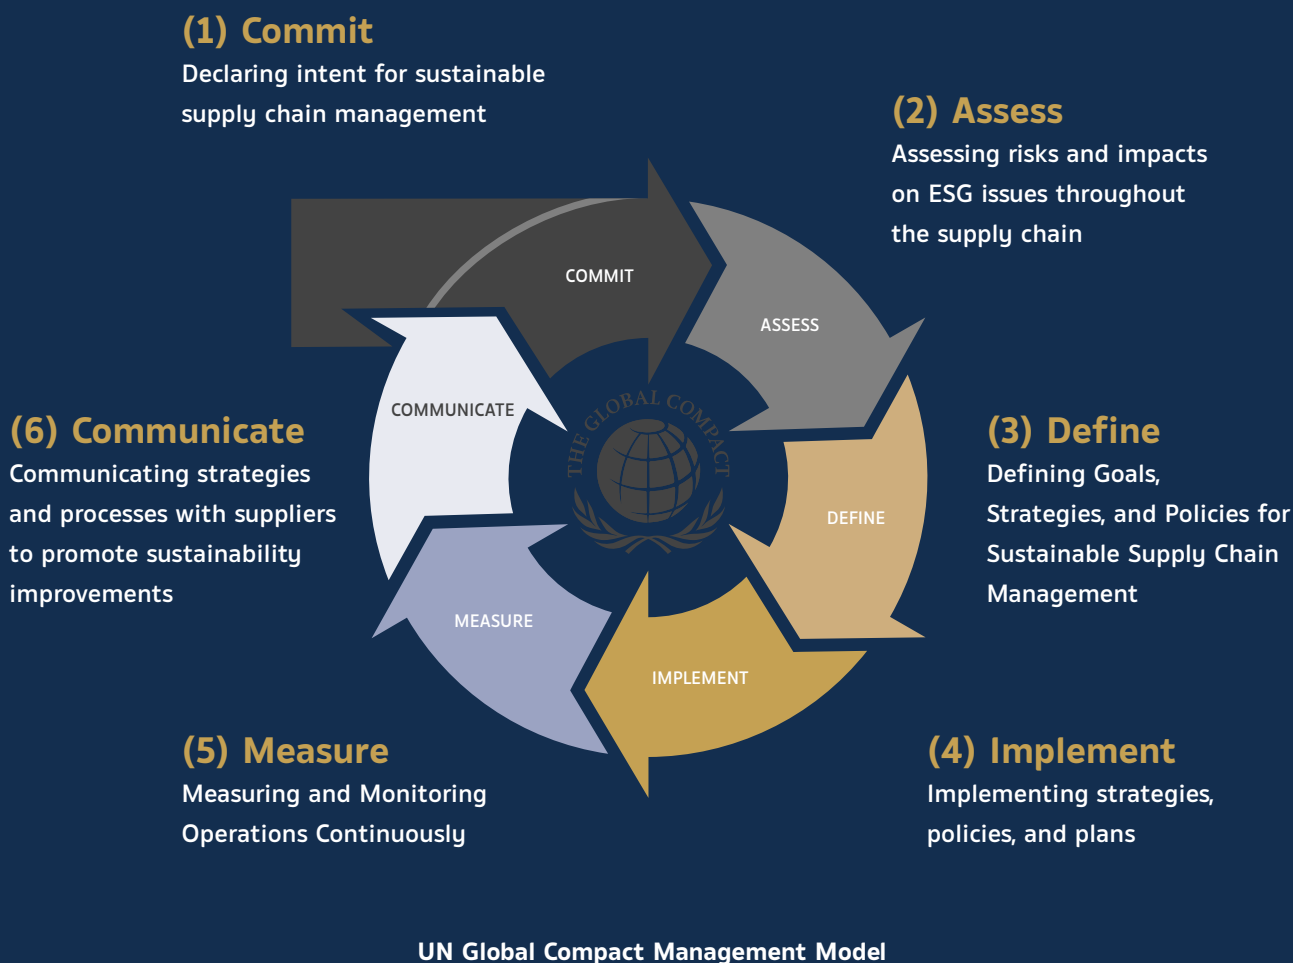 (1) Commit
Declaring intent for sustainable
supply chain management
(2) Assess
Assessing risks and impacts
on ESG issues throughout
the supply chain
COMMIT
ASSESS
COMMUNICATE
THE GLOBAL COMPACT
(6) Communicate
Communicating strategies
and processes with suppliers
to promote sustainability
improvements
(3) Define
Defining Goals,
Strategies, and Policies for
Sustainable Supply Chain
Management
DEFINE
MEASURE
IMPLEMENT
(5) Measure
Measuring and Monitoring
Operations Continuously
(4) Implement
Implementing strategies,
policies, and plans
UN Global Compact Management Model